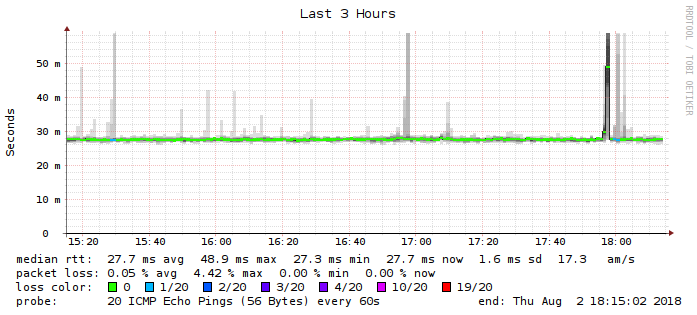 Last 3 Hours
RRDTOOL / TOBI OETIKER
Seconds
50 m
40 m
30 m
20 m
10 m
0
15:20 15:40 16:00 16:20 16:40 17:00 17:20 17:40 18:00
median rtt: 27.7 ms avg 48.9 ms max 27.3 ms min 27.7 ms now 1.6 ms sd 17.3 am/s
packet loss: 0.05 % avg 4.42 % max 0.00 % min 0.00 % now
loss color: 0 1/20 2/20 3/20 4/20 10/20 19/20
probe: 20 ICMP Echo Pings (56 Bytes) every 60s end: Thu Aug 2 18:15:02 2018